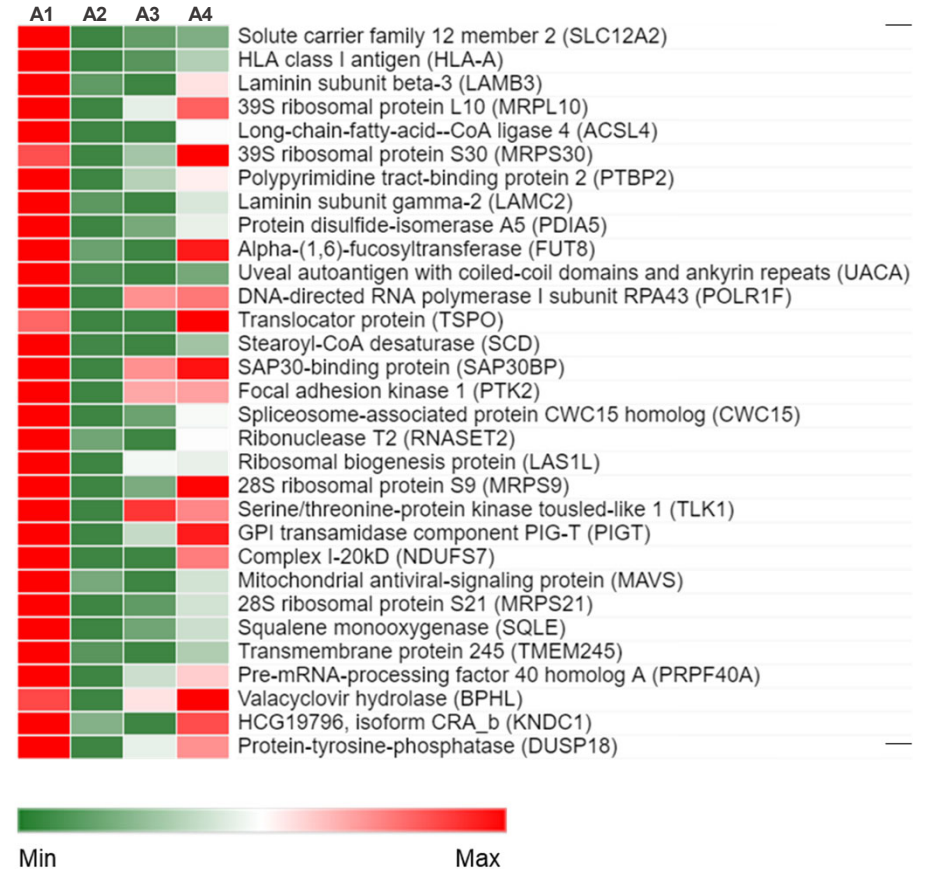 A1 A2 A3 A4
Solute carrier family 12 member 2 (SLC12A2)
HLA class I antigen (HLA-A)
Laminin subunit beta-3 (LAMB3)
39S ribosomal protein L10 (MRPL10)
Long-chain-fatty-acid--CoA ligase 4 (ACSL4)
39S ribosomal protein S30 (MRPS30)
Polypyrimidine tract-binding protein 2 (PTBP2)
Laminin subunit gamma-2 (LAMC2)
Protein disulfide-isomerase A5 (PDIA5)
Alpha-(1,6)-fucosyltransferase (FUT8)
Uveal autoantigen with coiled-coil domains and ankyrin repeats (UACA)
DNA-directed RNA polymerase I subunit RPA43 (POLR1F)
Translocator protein (TSPO)
Stearoyl-CoA desaturase (SCD)
SAP30-binding protein (SAP30BP)
Focal adhesion kinase 1 (PTK2)
Spliceosome-associated protein CWC15 homolog (CWC15)
Ribonuclease T2 (RNASET2)
Ribosomal biogenesis protein (LAS1L)
28S ribosomal protein S9 (MRPS9)
Serine/threonine-protein kinase tousled-like 1 (TLK1)
GPI transamidase component PIG-T (PIGT)
Complex I-20kD (NDUFS7)
Mitochondrial antiviral-signaling protein (MAVS)
28S ribosomal protein S21 (MRPS21)
Squalene monooxygenase (SQLE)
Transmembrane protein 245 (TMEM245)
Pre-mRNA-processing factor 40 homolog A (PRPF40A)
Valacyclovir hydrolase (BPHL)
HCG19796, isoform CRA_b (KNDC1)
Protein-tyrosine-phosphatase (DUSP18)
Min Max